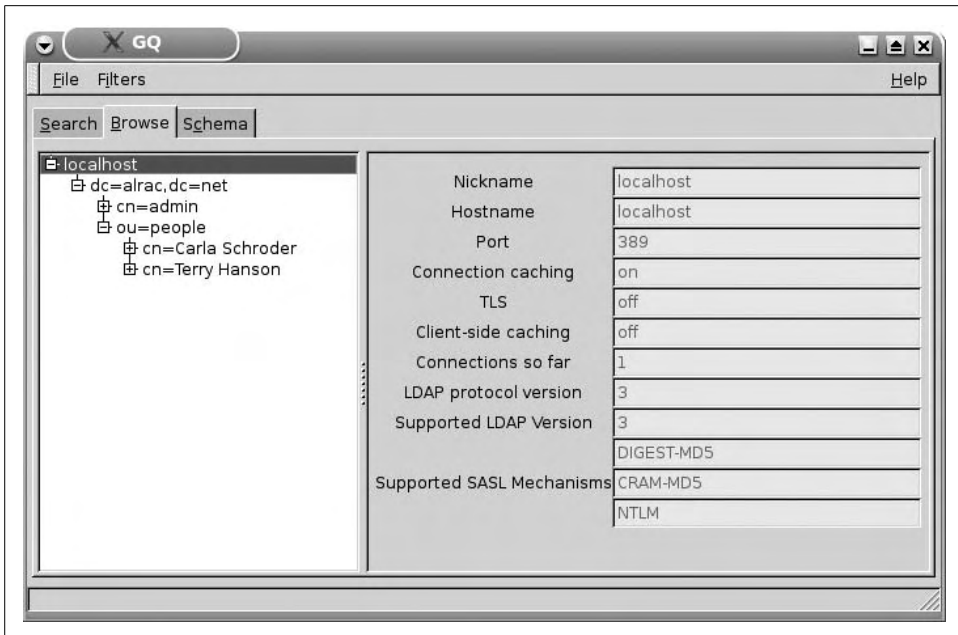 GQ
File Filters Help
Search Browse Schema
localhost
dc=alrac,dc=net
cn=admin
ou=people
cn=Carla Schroder
cn=Terry Hanson
Nickname localhost
Hostname localhost
Port 389
Connection caching on
TLS off
Client-side caching off
Connections so far 1
LDAP protocol version 3
Supported LDAP Version 3
DIGEST-MD5
Supported SASL Mechanisms CRAM-MD5
NTLM